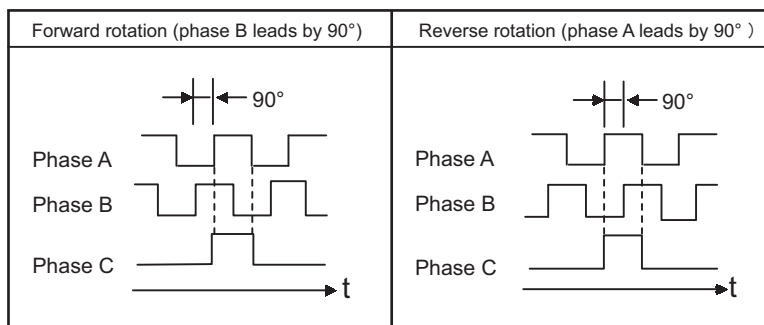 Forward rotation (phase B leads by 90°)
90°
Phase A
Phase B
Phase C
t
Reverse rotation (phase A leads by 90° )
90°
Phase A
Phase B
Phase C
t